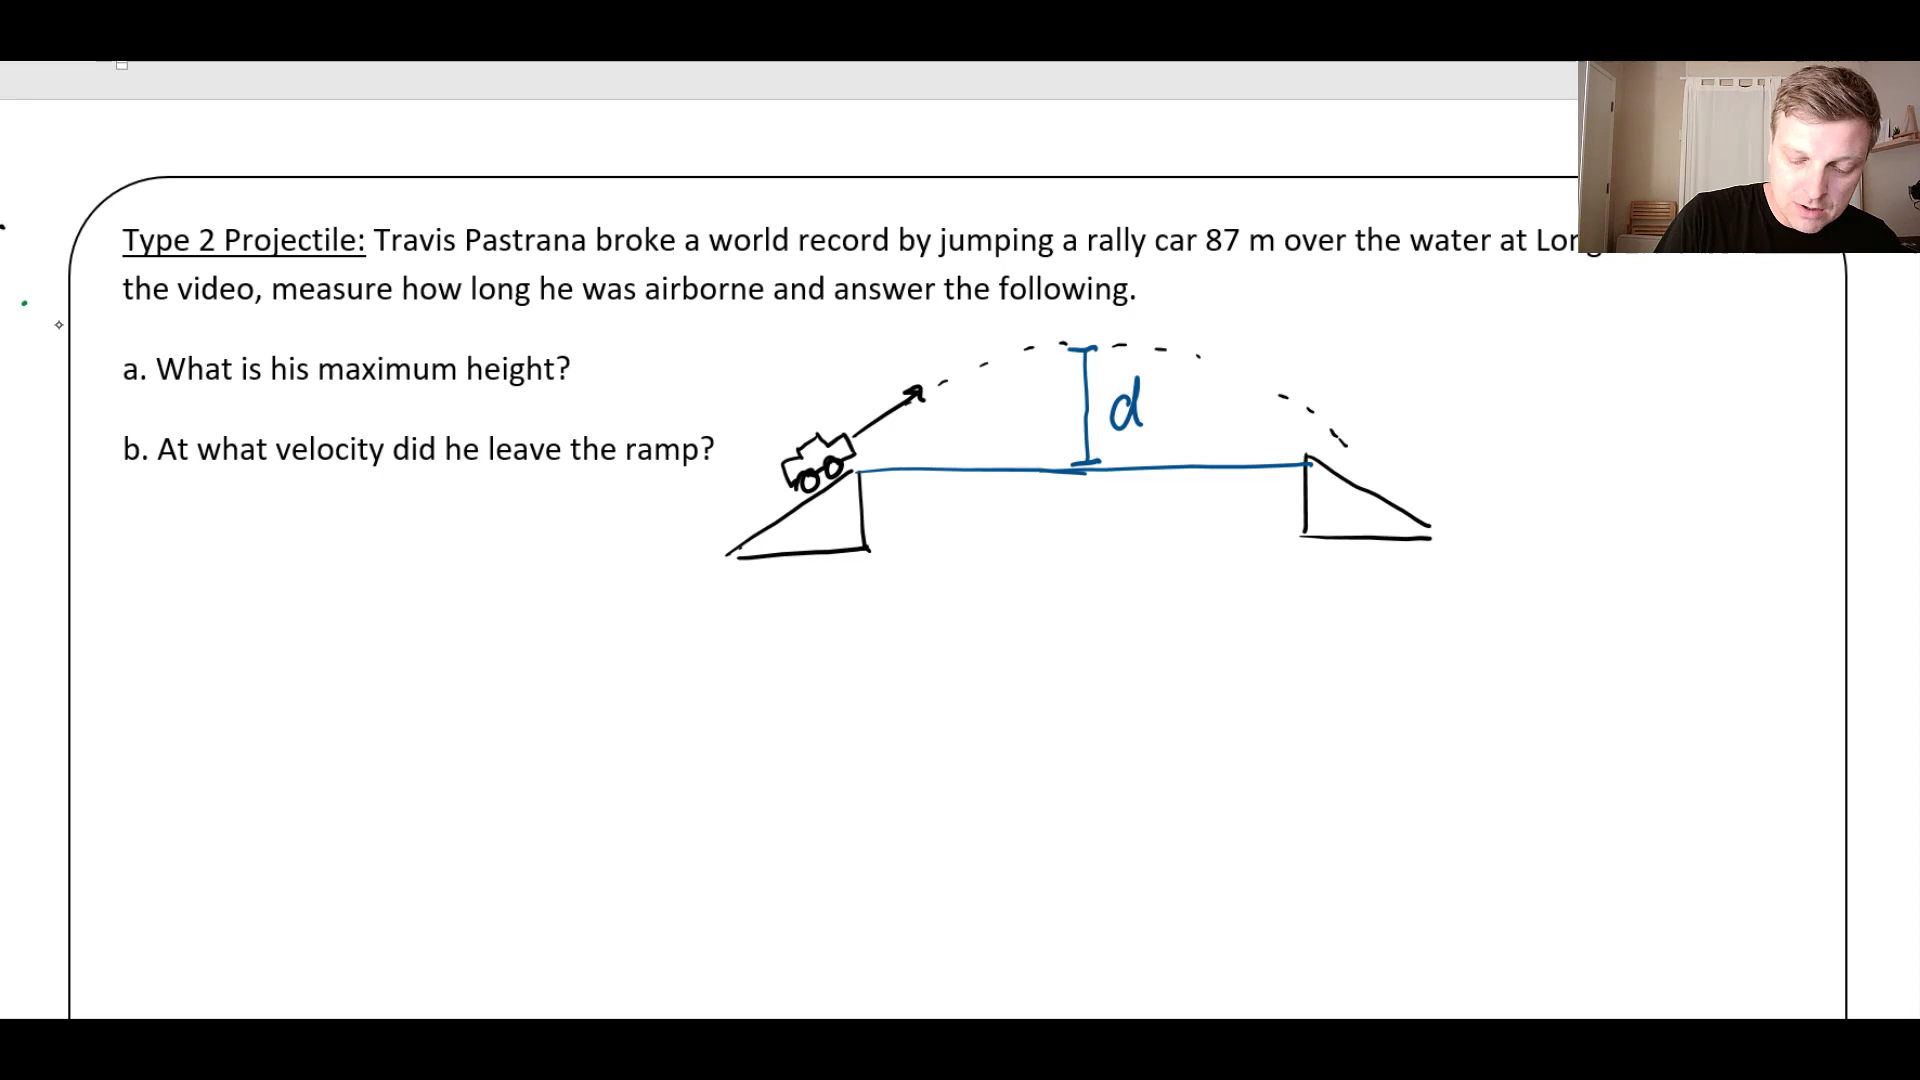 Type 2 Projectile: Travis Pastrana broke a world record by jumping a rally car 87 m over the water at
the video, measure how long he was airborne and answer the following.
a. What is his maximum height?
d
b. At what velocity did he leave the ramp?